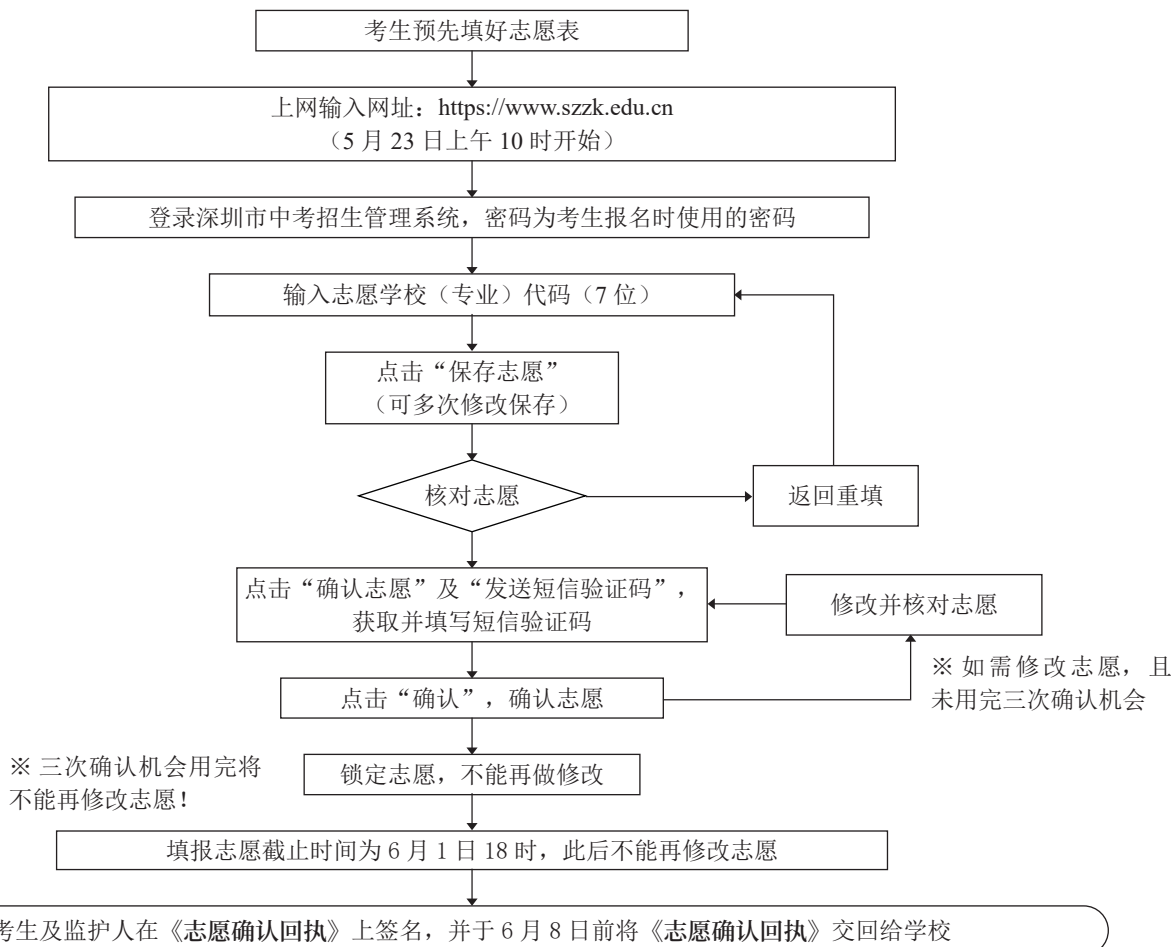 考生预先填好志愿表
上网输入网址：https://www.szzk.edu.cn
（5 月 23 日上午 10 时开始）
登录深圳市中考招生管理系统，密码为考生报名时使用的密码
输入志愿学校（专业）代码（7 位）
点击“保存志愿”
（可多次修改保存）
核对志愿
返回重填
点击“确认志愿”及“发送短信验证码”，
获取并填写短信验证码
修改并核对志愿
※ 如需修改志愿，且
未用完三次确认机会
点击“确认”，确认志愿
※ 三次确认机会用完将
不能再修改志愿！
锁定志愿，不能再做修改
填报志愿截止时间为 6 月 1 日 18 时，此后不能再修改志愿
考生及监护人在《志愿确认回执》上签名，并于 6 月 8 日前将《志愿确认回执》交回给学校